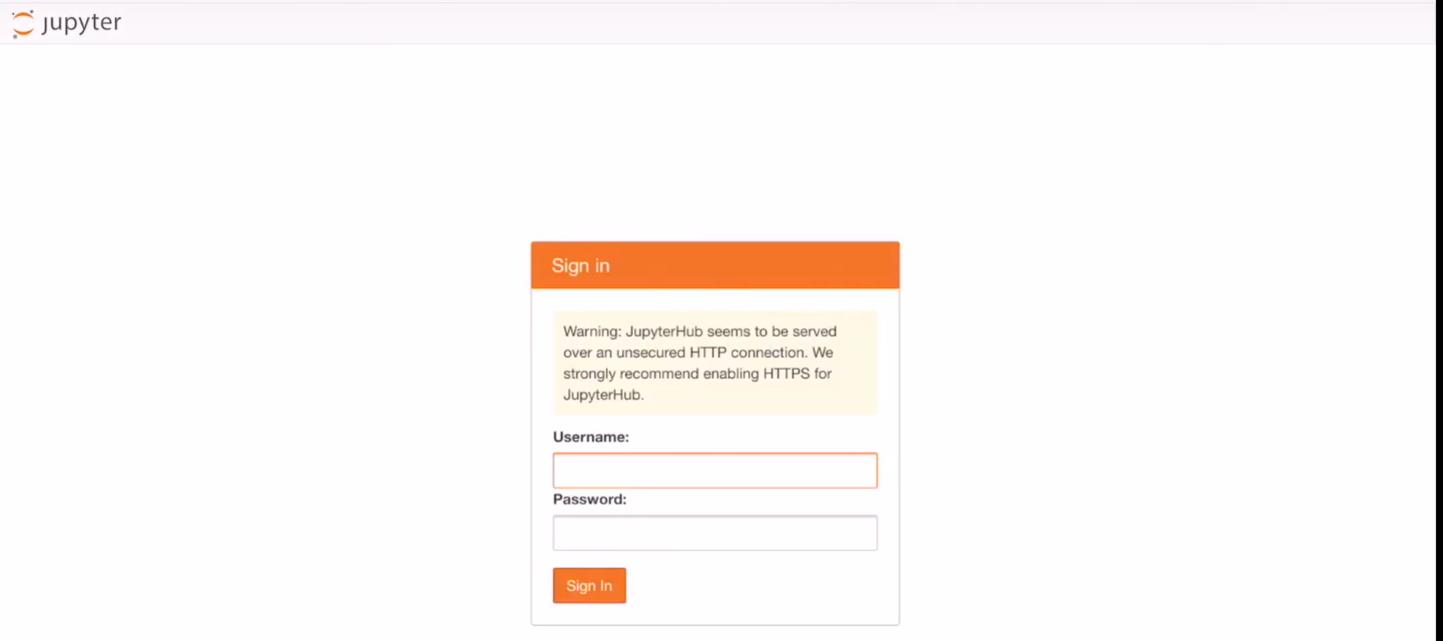 jupyter
Sign in
Warning: JupyterHub seems to be served
over an unsecured HTTP connection. We
strongly recommend enabling HTTPS for
JupyterHub.
Username:
Password:
Sign In